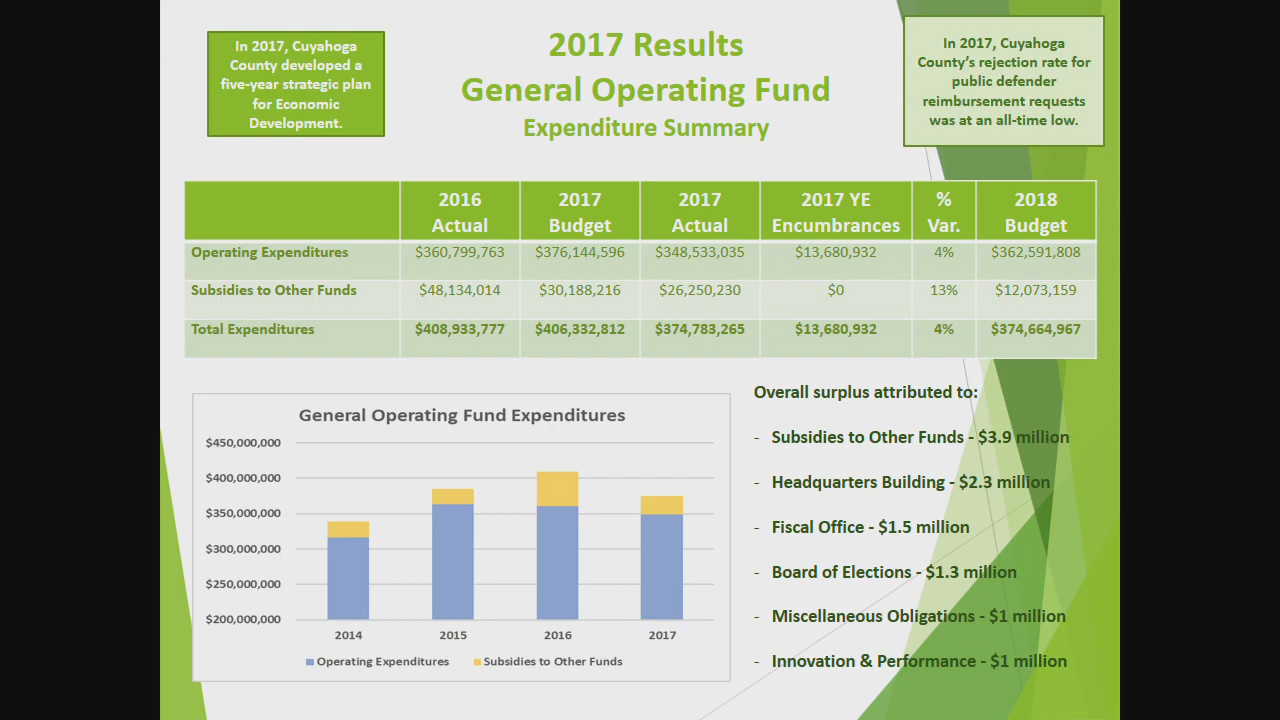 In 2017, Cuyahoga
County developed a
five-year strategic plan
for Economic
Development.
2017 Results
General Operating Fund
Expenditure Summary
In 2017, Cuyahoga
County’s rejection rate for
public defender
reimbursement requests
was at an all-time low.
2016 Actual 2017 Budget 2017 Actual 2017 YE Encumbrances % Var. 2018 Budget
Operating Expenditures $360,799,763 $376,144,596 $348,533,035 $13,680,932 4% $362,591,808
Subsidies to Other Funds $48,134,014 $30,188,216 $26,250,230 $0 13% $12,073,159
Total Expenditures $408,933,777 $406,332,812 $374,783,265 $13,680,932 4% $374,664,967
General Operating Fund Expenditures
$450,000,000
$400,000,000
$350,000,000
$300,000,000
$250,000,000
$200,000,000
2014 2015 2016 2017
Operating Expenditures Subsidies to Other Funds
Overall surplus attributed to:
- Subsidies to Other Funds - $3.9 million
- Headquarters Building - $2.3 million
- Fiscal Office - $1.5 million
- Board of Elections - $1.3 million
- Miscellaneous Obligations - $1 million
- Innovation & Performance - $1 million